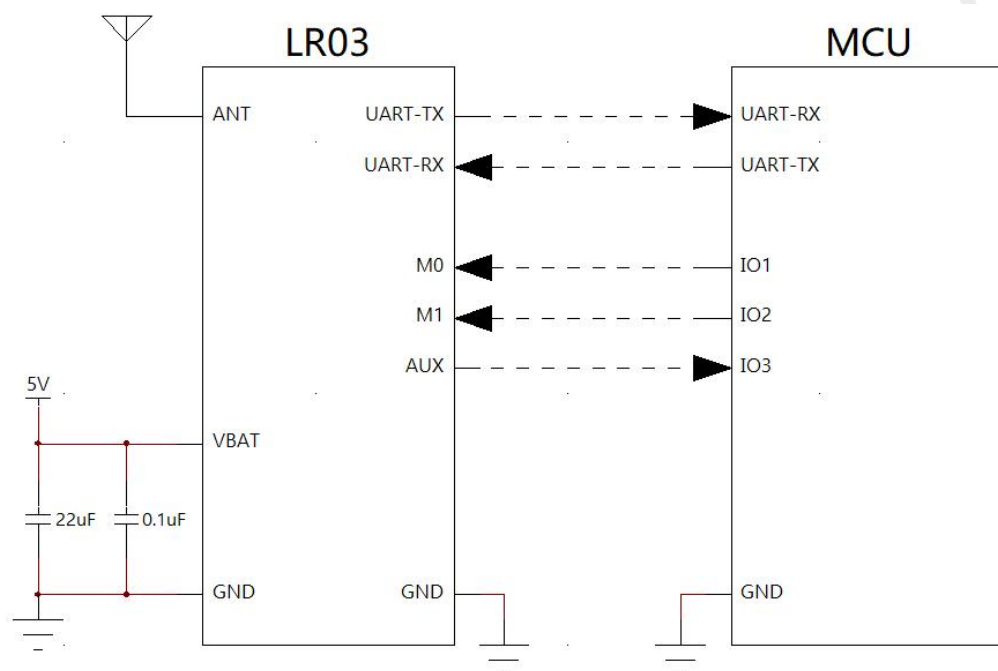 LR03
MCU
ANT
UART-TX
UART-RX
UART-RX
UART-TX
M0
IO1
M1
IO2
AUX
IO3
5V
VBAT
22uF
0.1uF
GND
GND
GND